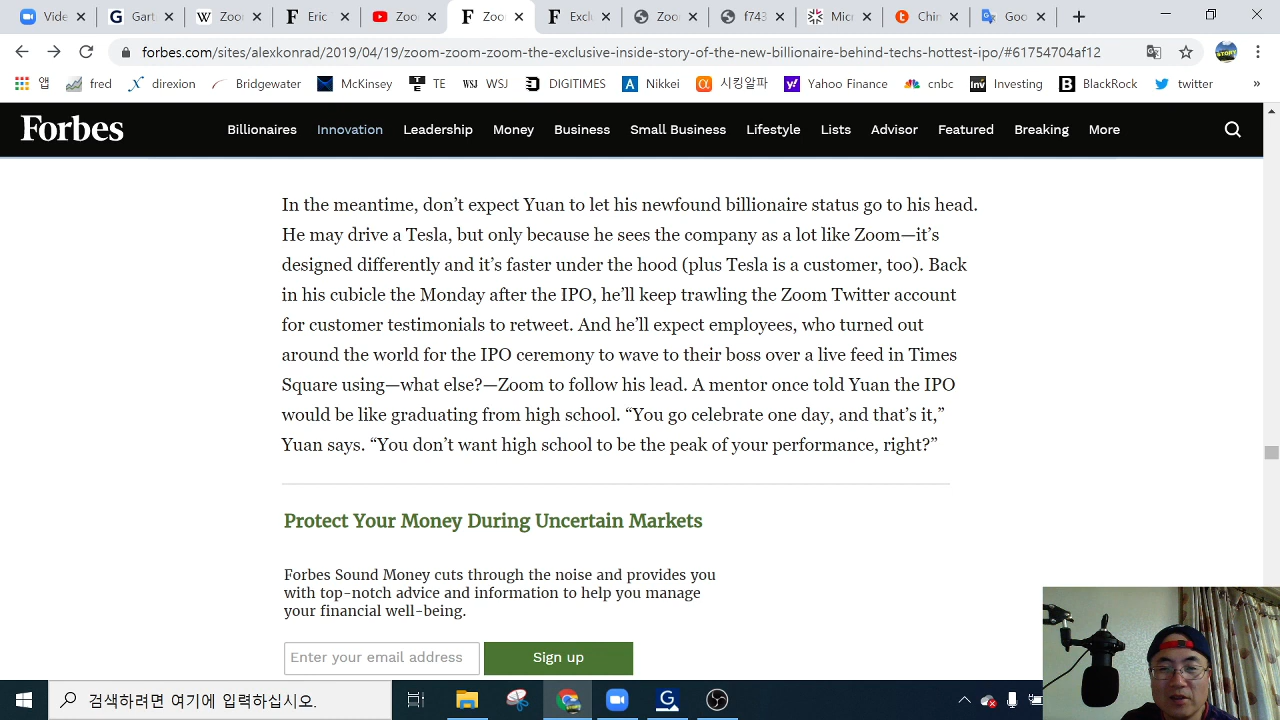 Vide
Gart
Zoo
Eric
Zoo
Zoo
Exclu
Zoo
f743
Micr
Chin
Goo
forbes.com/sites/alexkonrad/2019/04/19/zoom-zoom-zoom-the-exclusive-inside-story-of-the-new-billionaire-behind-techs-hottest-ipo/#61754704af12
앱 fred direxion Bridgewater McKinsey TE WSJ DIGITIMES Nikkei 시킹알파 Yahoo Finance cnbc Investing BlackRock twitter »
Forbes Billionaires Innovation Leadership Money Business Small Business Lifestyle Lists Advisor Featured Breaking More
In the meantime, don’t expect Yuan to let his newfound billionaire status go to his head.
He may drive a Tesla, but only because he sees the company as a lot like Zoom—it’s
designed differently and it’s faster under the hood (plus Tesla is a customer, too). Back
in his cubicle the Monday after the IPO, he’ll keep trawling the Zoom Twitter account
for customer testimonials to retweet. And he’ll expect employees, who turned out
around the world for the IPO ceremony to wave to their boss over a live feed in Times
Square using—what else?—Zoom to follow his lead. A mentor once told Yuan the IPO
would be like graduating from high school. “You go celebrate one day, and that’s it,”
Yuan says. “You don’t want high school to be the peak of your performance, right?”
Protect Your Money During Uncertain Markets
Forbes Sound Money cuts through the noise and provides you
with top-notch advice and information to help you manage
your financial well-being.
Enter your email address Sign up
검색하려면 여기에 입력하십시오.